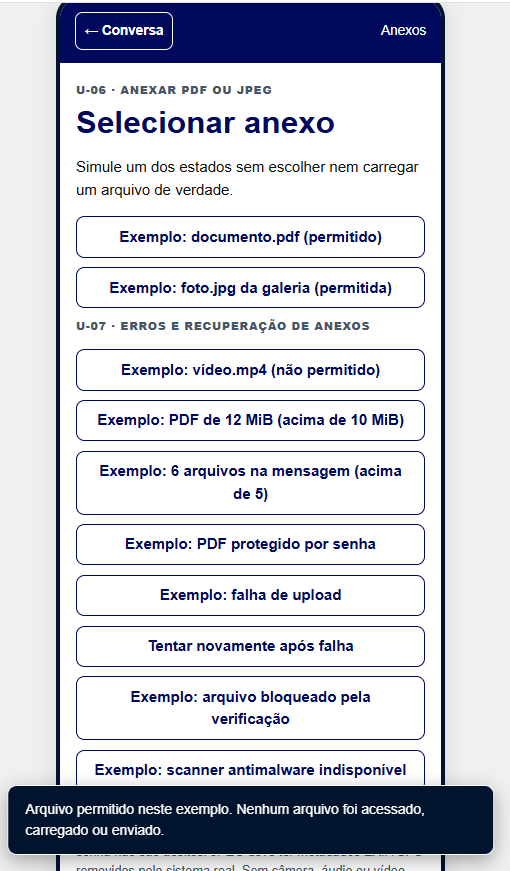 ← Conversa
Anexos
U-06 · ANEXAR PDF OU JPEG
Selecionar anexo
Simule um dos estados sem escolher nem carregar
um arquivo de verdade.
Exemplo: documento.pdf (permitido)
Exemplo: foto.jpg da galeria (permitida)
U-07 · ERROS E RECUPERAÇÃO DE ANEXOS
Exemplo: vídeo.mp4 (não permitido)
Exemplo: PDF de 12 MiB (acima de 10 MiB)
Exemplo: 6 arquivos na mensagem (acima
de 5)
Exemplo: PDF protegido por senha
Exemplo: falha de upload
Tentar novamente após falha
Exemplo: arquivo bloqueado pela
verificação
Exemplo: scanner antimalware indisponível
Arquivo permitido neste exemplo. Nenhum arquivo foi acessado,
carregado ou enviado.
removidos pelo sistema real. Sem câmera, áudio ou vídeo